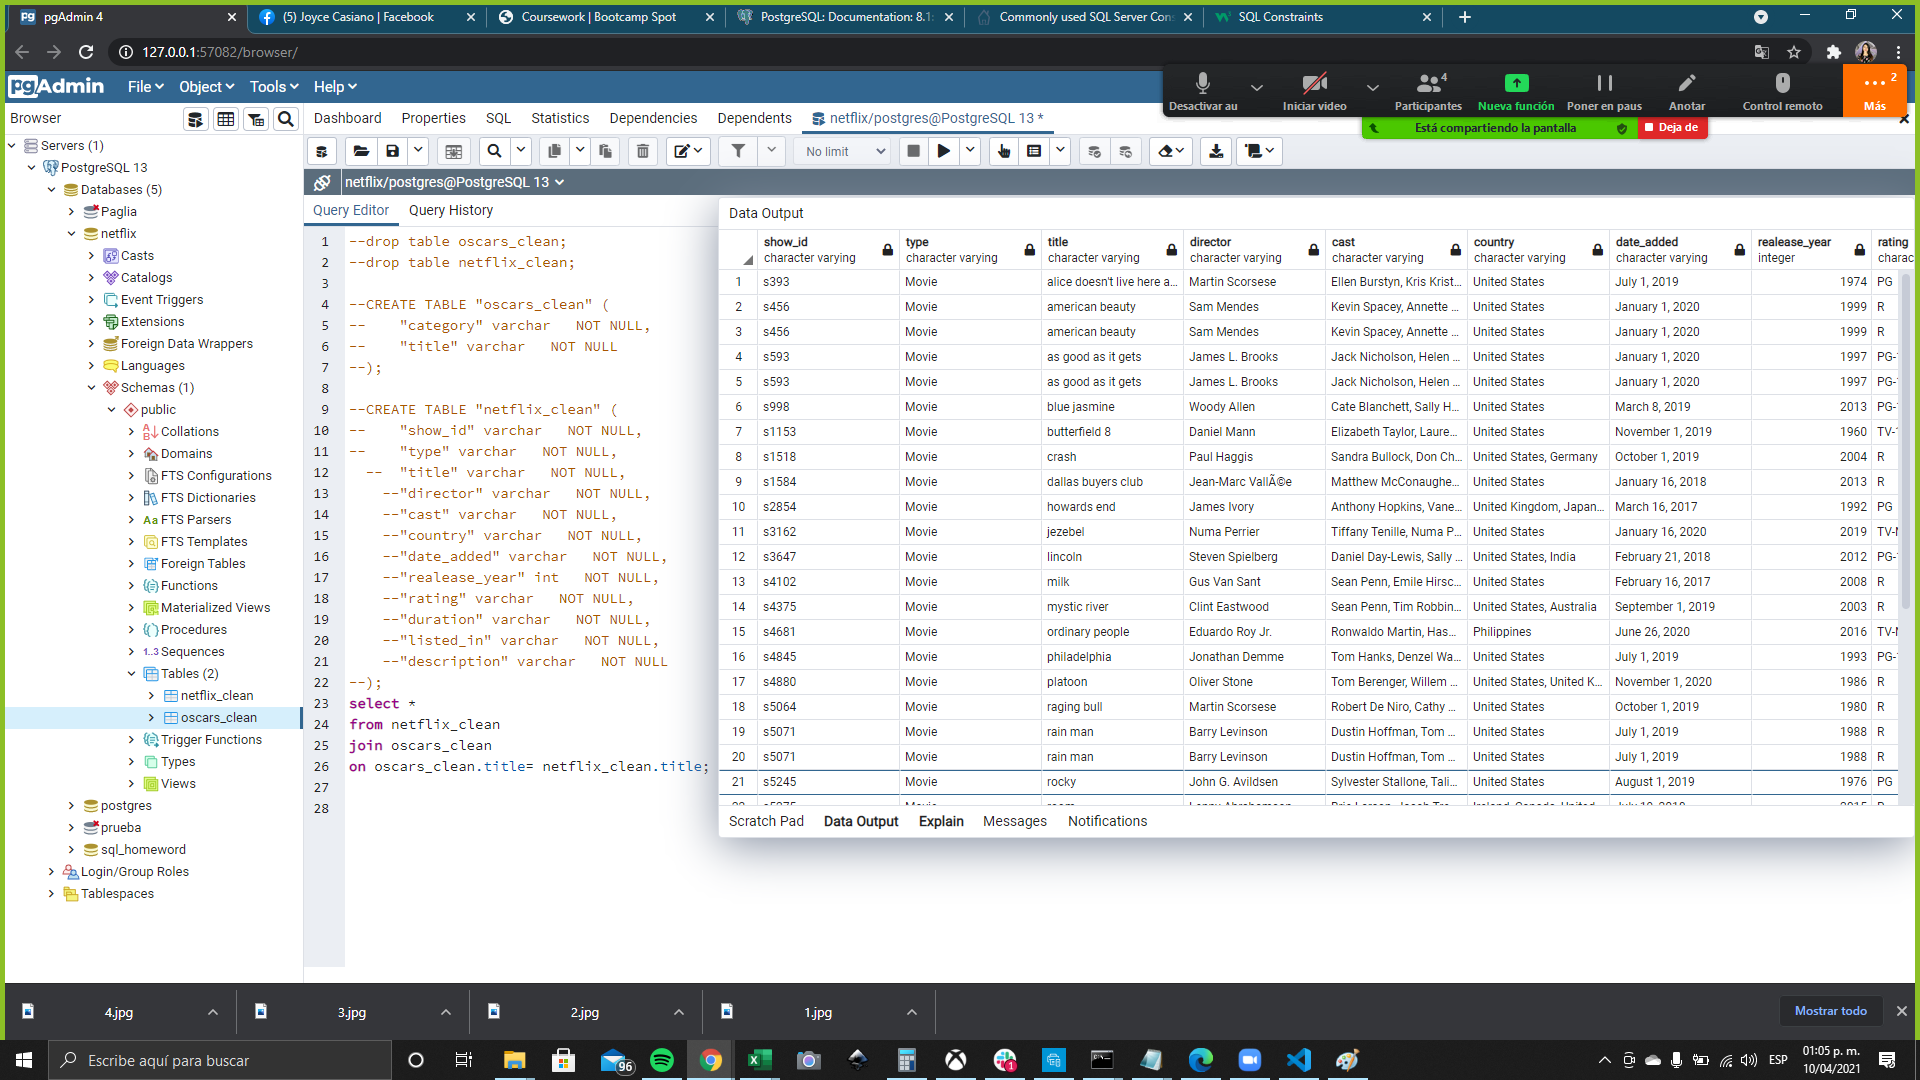 pgAdmin 4
(5) Joyce Casiano | Facebook
Coursework | Bootcamp Spot
PostgreSQL: Documentation: 8.1:
Commonly used SQL Server Con
SQL Constraints
127.0.0.1:57082/browser/
pgAdmin File Object Tools Help
Desactivar au Iniciar video Participantes 4 Nueva función Poner en paus Anotar Control remoto Más 2
Está compartiendo la pantalla Deja de
Browser
Dashboard Properties SQL Statistics Dependencies Dependents netflix/postgres@PostgreSQL 13 *
No limit
netflix/postgres@PostgreSQL 13
Servers (1)
PostgreSQL 13
Databases (5)
Paglia
netflix
Casts
Catalogs
Event Triggers
Extensions
Foreign Data Wrappers
Languages
Schemas (1)
public
Collations
Domains
FTS Configurations
FTS Dictionaries
FTS Parsers
FTS Templates
Foreign Tables
Functions
Materialized Views
Procedures
Sequences
Tables (2)
netflix_clean
oscars_clean
Trigger Functions
Types
Views
postgres
prueba
sql_homeword
Login/Group Roles
Tablespaces
Query Editor Query History
1 --drop table oscars_clean;
2 --drop table netflix_clean;
3
4 --CREATE TABLE "oscars_clean" (
5 -- "category" varchar NOT NULL,
6 -- "title" varchar NOT NULL
7 --);
8
9 --CREATE TABLE "netflix_clean" (
10 -- "show_id" varchar NOT NULL,
11 -- "type" varchar NOT NULL,
12 -- "title" varchar NOT NULL,
13 --"director" varchar NOT NULL,
14 --"cast" varchar NOT NULL,
15 --"country" varchar NOT NULL,
16 --"date_added" varchar NOT NULL,
17 --"realease_year" int NOT NULL,
18 --"rating" varchar NOT NULL,
19 --"duration" varchar NOT NULL,
20 --"listed_in" varchar NOT NULL,
21 --"description" varchar NOT NULL
22 --);
23 select *
24 from netflix_clean
25 join oscars_clean
26 on oscars_clean.title= netflix_clean.title;
27
28
Data Output
show_id type title director cast country date_added realease_year rating
character varying character varying character varying character varying character varying character varying character varying integer charac
1 s393 Movie alice doesn't live here a... Martin Scorsese Ellen Burstyn, Kris Krist... United States July 1, 2019 1974 PG
2 s456 Movie american beauty Sam Mendes Kevin Spacey, Annette ... United States January 1, 2020 1999 R
3 s456 Movie american beauty Sam Mendes Kevin Spacey, Annette ... United States January 1, 2020 1999 R
4 s593 Movie as good as it gets James L. Brooks Jack Nicholson, Helen ... United States January 1, 2020 1997 PG-
5 s593 Movie as good as it gets James L. Brooks Jack Nicholson, Helen ... United States January 1, 2020 1997 PG-
6 s998 Movie blue jasmine Woody Allen Cate Blanchett, Sally H... United States March 8, 2019 2013 PG-
7 s1153 Movie butterfield 8 Daniel Mann Elizabeth Taylor, Laure... United States November 1, 2019 1960 TV-
8 s1518 Movie crash Paul Haggis Sandra Bullock, Don Ch... United States, Germany October 1, 2019 2004 R
9 s1584 Movie dallas buyers club Jean-Marc VallÃ©e Matthew McConaughe... United States January 16, 2018 2013 R
10 s2854 Movie howards end James Ivory Anthony Hopkins, Vane... United Kingdom, Japan... March 16, 2017 1992 PG
11 s3162 Movie jezebel Numa Perrier Tiffany Tenille, Numa P... United States January 16, 2020 2019 TV-
12 s3647 Movie lincoln Steven Spielberg Daniel Day-Lewis, Sally ... United States, India February 21, 2018 2012 PG-
13 s4102 Movie milk Gus Van Sant Sean Penn, Emile Hirsc... United States February 16, 2017 2008 R
14 s4375 Movie mystic river Clint Eastwood Sean Penn, Tim Robbin... United States, Australia September 1, 2019 2003 R
15 s4681 Movie ordinary people Eduardo Roy Jr. Ronwaldo Martin, Has... Philippines June 26, 2020 2016 TV-
16 s4845 Movie philadelphia Jonathan Demme Tom Hanks, Denzel Wa... United States July 1, 2019 1993 PG-
17 s4880 Movie platoon Oliver Stone Tom Berenger, Willem ... United States, United K... November 1, 2020 1986 R
18 s5064 Movie raging bull Martin Scorsese Robert De Niro, Cathy ... United States October 1, 2019 1980 R
19 s5071 Movie rain man Barry Levinson Dustin Hoffman, Tom ... United States July 1, 2019 1988 R
20 s5071 Movie rain man Barry Levinson Dustin Hoffman, Tom ... United States July 1, 2019 1988 R
21 s5245 Movie rocky John G. Avildsen Sylvester Stallone, Tali... United States August 1, 2019 1976 PG
Scratch Pad Data Output Explain Messages Notifications
4.jpg 3.jpg 2.jpg 1.jpg Mostrar todo
Escribe aquí para buscar
96
1
ESP
01:05 p. m.
10/04/2021